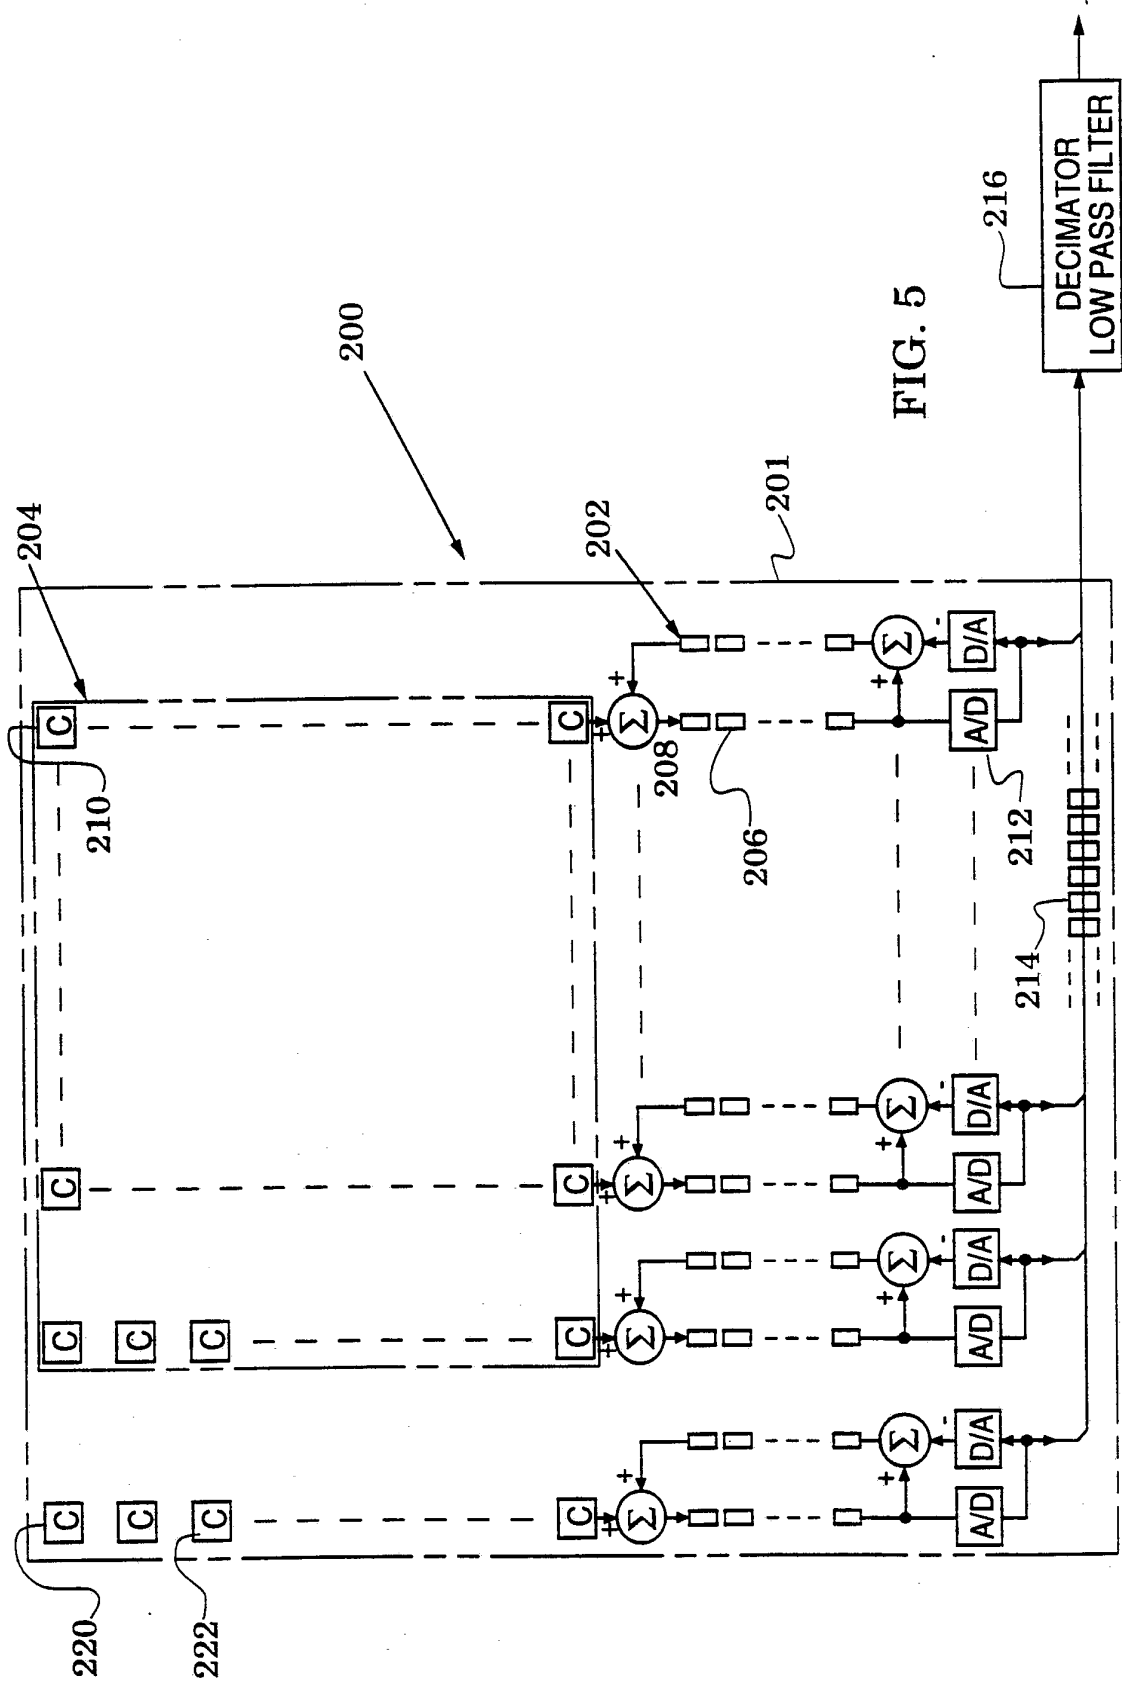 204
C C C C
220
210
C C
222 C C
200
C C C C
202
+ + + + + + + +
Σ Σ Σ Σ
208
206
201
+ + + +
Σ Σ Σ Σ
FIG. 5
- - - -
A/D D/A A/D D/A A/D D/A A/D D/A
216
212
214
DECIMATOR
LOW PASS FILTER